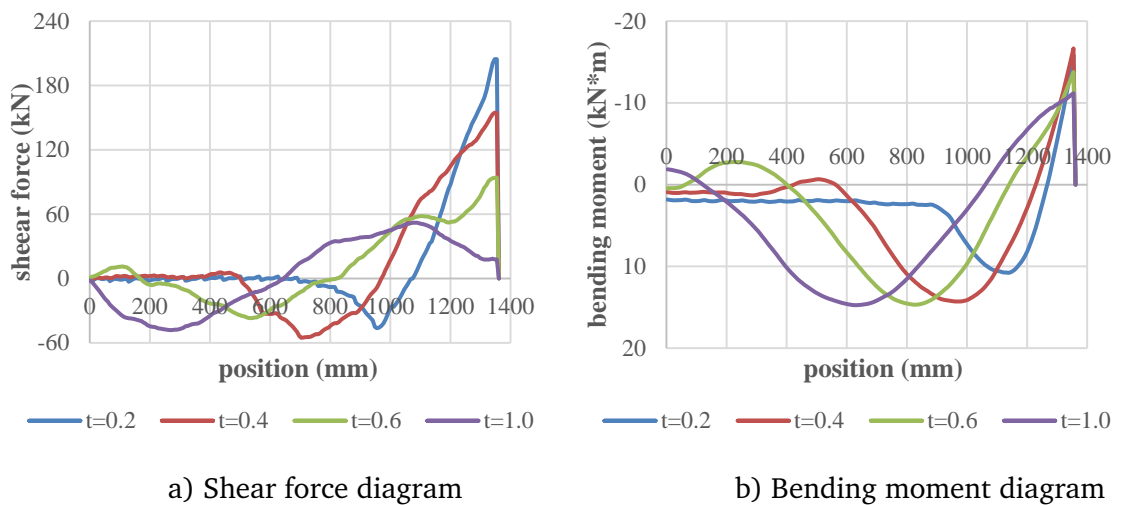 240
180
120
60
0
-60
sheear force (kN)
0 200 400 600 800 1000 1200 1400
position (mm)
t=0.2 t=0.4 t=0.6 t=1.0
a) Shear force diagram
-20
-10
0
10
20
bending moment (kN*m)
0 200 400 600 800 1000 1200 1400
position (mm)
t=0.2 t=0.4 t=0.6 t=1.0
b) Bending moment diagram